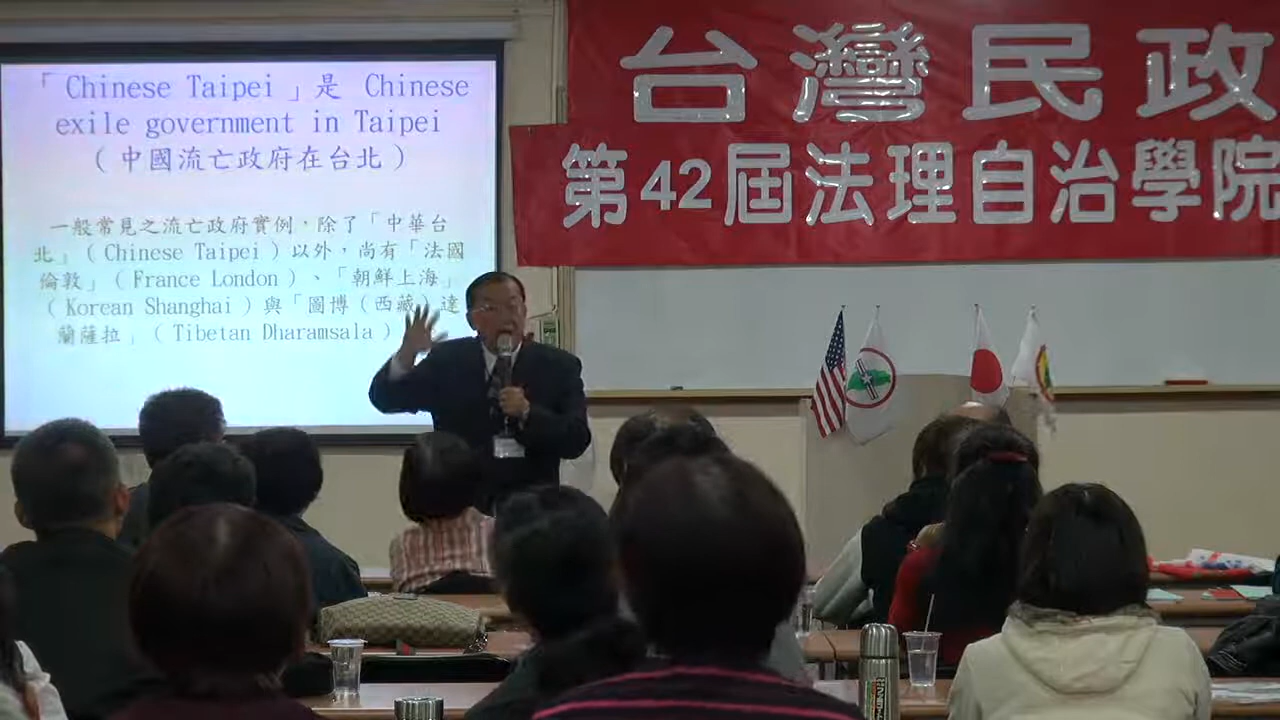 「 Chinese Taipei 」是 Chinese
exile government in Taipei
( 中國流亡政府在台北 )
一般常見之流亡政府實例，除了「中華台
北」( Chinese Taipei ) 以外，尚有「法國
倫敦」( France London ) 、「朝鮮上海」
( Korean Shanghai ) 與「圖博 (西藏) 達
蘭薩拉」 ( Tibetan Dharamsala )
台灣民政
第42屆法理自治學院